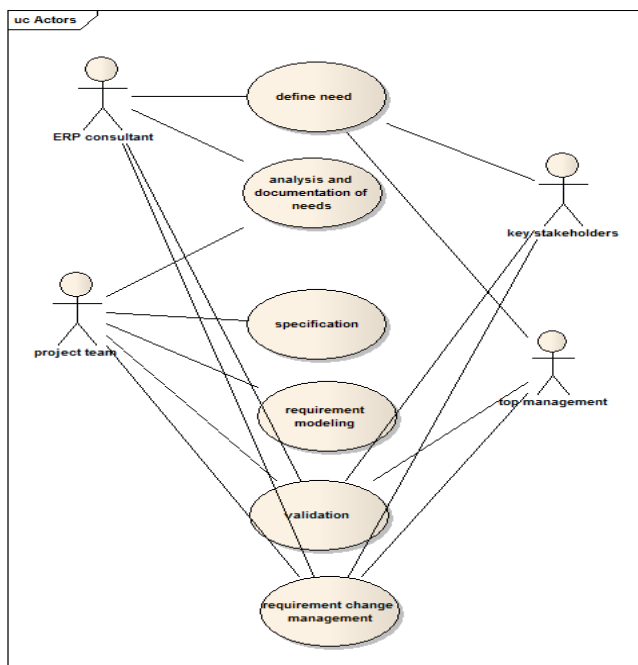 uc Actors
define need
ERP consultant
analysis and
documentation of
needs
key stakeholders
specification
project team
top management
requirement
modeling
validation
requirement change
management